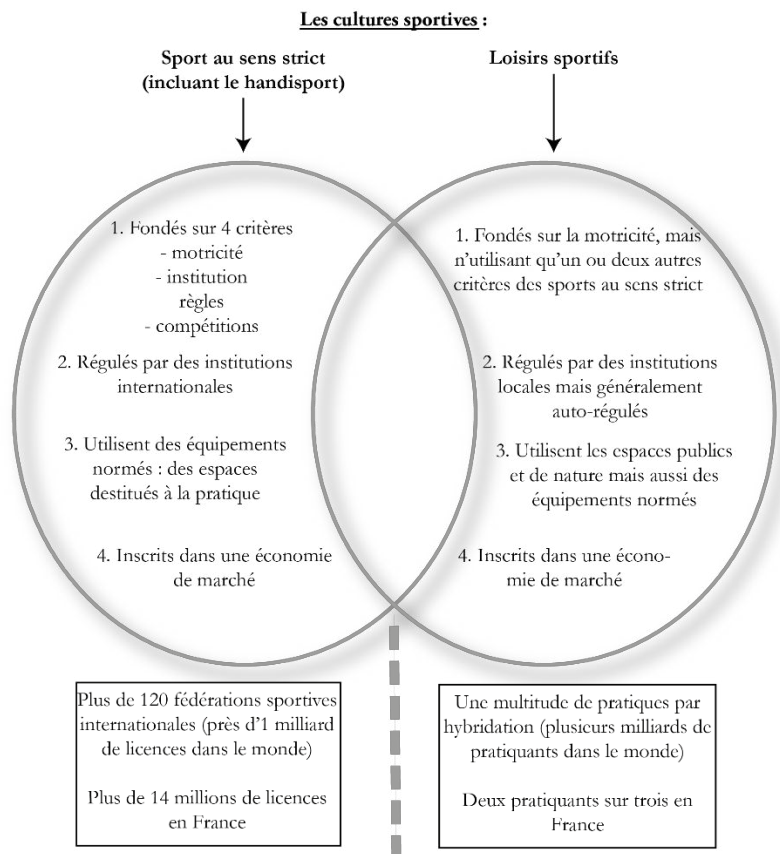 Les cultures sportives :
Sport au sens strict
(incluant le handisport)
Loisirs sportifs
1. Fondés sur 4 critères
- motricité
- institution
règles
- compétitions
2. Régulés par des institutions
internationales
3. Utilisent des équipements
normés : des espaces
destitués à la pratique
4. Inscrits dans une économie
de marché
1. Fondés sur la motricité, mais
n'utilisant qu'un ou deux autres
critères des sports au sens strict
2. Régulés par des institutions
locales mais généralement
auto-régulés
3. Utilisent les espaces publics
et de nature mais aussi des
équipements normés
4. Inscrits dans une écono-
mie de marché
Plus de 120 fédérations sportives
internationales (près d'1 milliard
de licences dans le monde)
Plus de 14 millions de licences
en France
Une multitude de pratiques par
hybridation (plusieurs milliards de
pratiquants dans le monde)
Deux pratiquants sur trois en
France